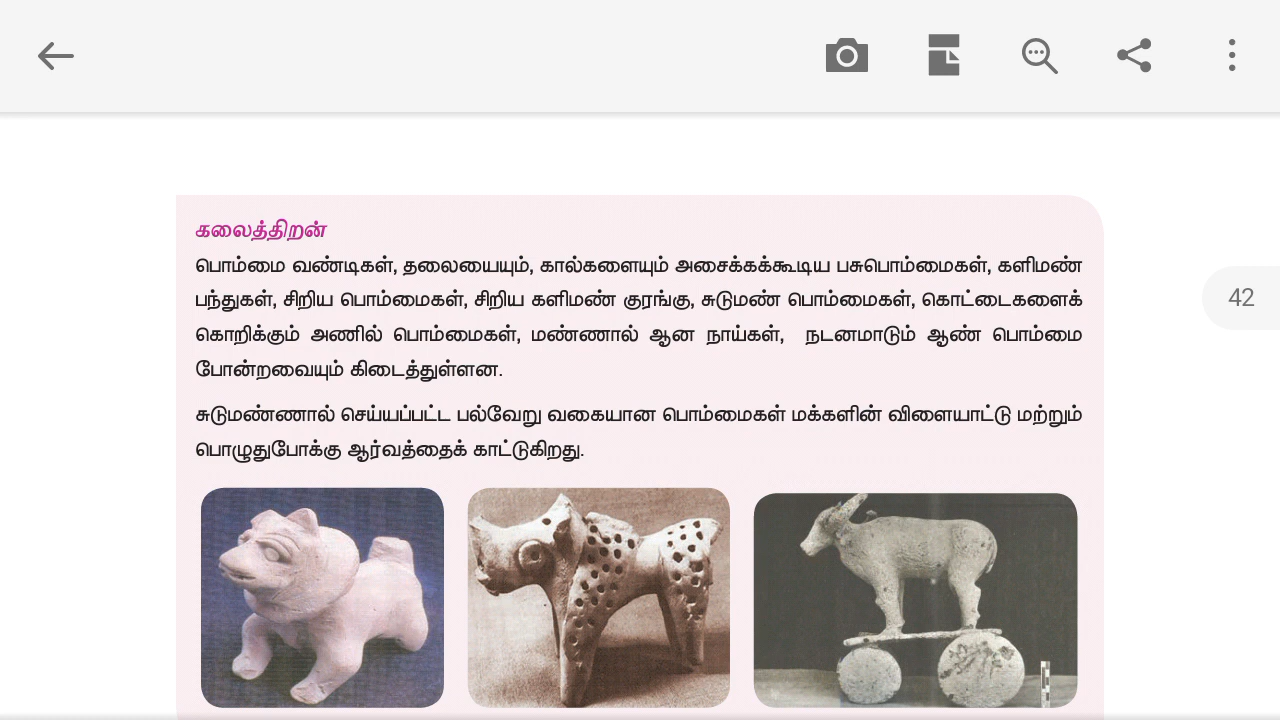 42
கலைத்திறன்
பொம்மை வண்டிகள், தலையையும், கால்களையும் அசைக்கக்கூடிய பசுபொம்மைகள், களிமண்
பந்துகள், சிறிய பொம்மைகள், சிறிய களிமண் குரங்கு, சுடுமண் பொம்மைகள், கொட்டைகளைக்
கொறிக்கும் அணில் பொம்மைகள், மண்ணால் ஆன நாய்கள், நடனமாடும் ஆண் பொம்மை
போன்றவையும் கிடைத்துள்ளன.
சுடுமண்ணால் செய்யப்பட்ட பல்வேறு வகையான பொம்மைகள் மக்களின் விளையாட்டு மற்றும்
பொழுதுபோக்கு ஆர்வத்தைக் காட்டுகிறது.